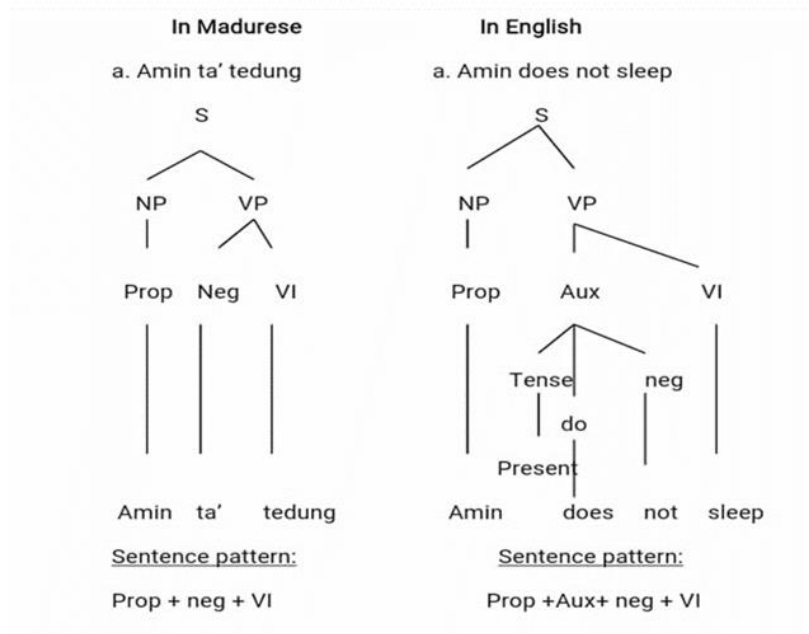 In Madurese
a. Amin ta' tedung
S
NP VP
Prop Neg VI
Amin ta' tedung
Sentence pattern:
Prop + neg + VI
In English
a. Amin does not sleep
S
NP VP
Prop Aux VI
Tense neg
do
Present
Amin does not sleep
Sentence pattern:
Prop +Aux+ neg + VI